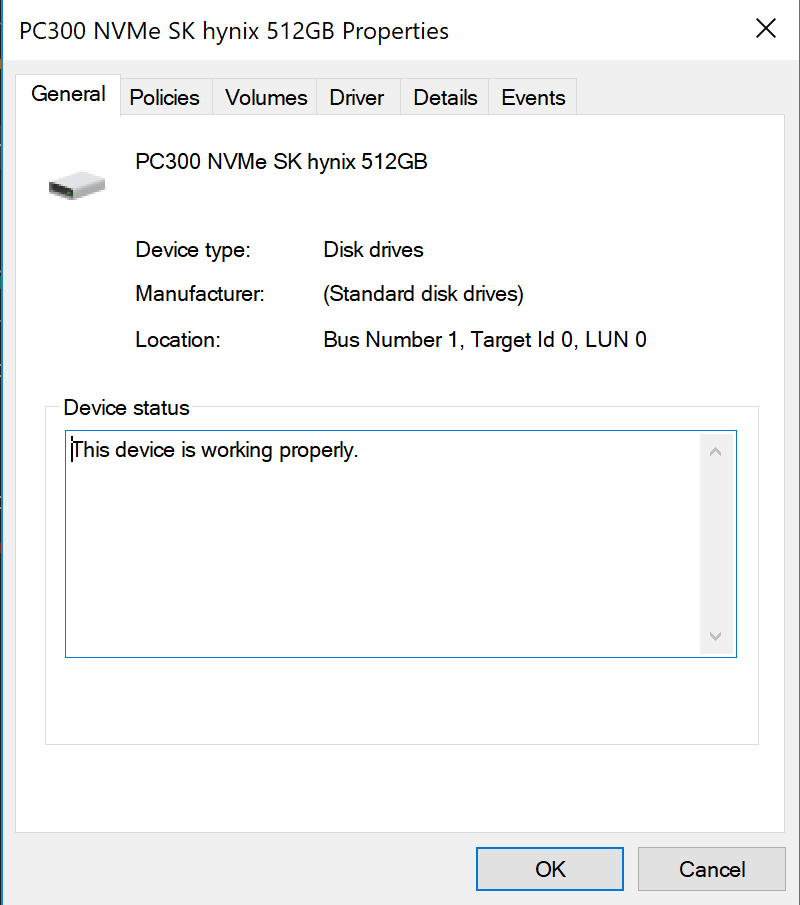 PC300 NVMe SK hynix 512GB Properties
General Policies Volumes Driver Details Events
PC300 NVMe SK hynix 512GB
Device type: Disk drives
Manufacturer: (Standard disk drives)
Location: Bus Number 1, Target Id 0, LUN 0
Device status
This device is working properly.
OK Cancel